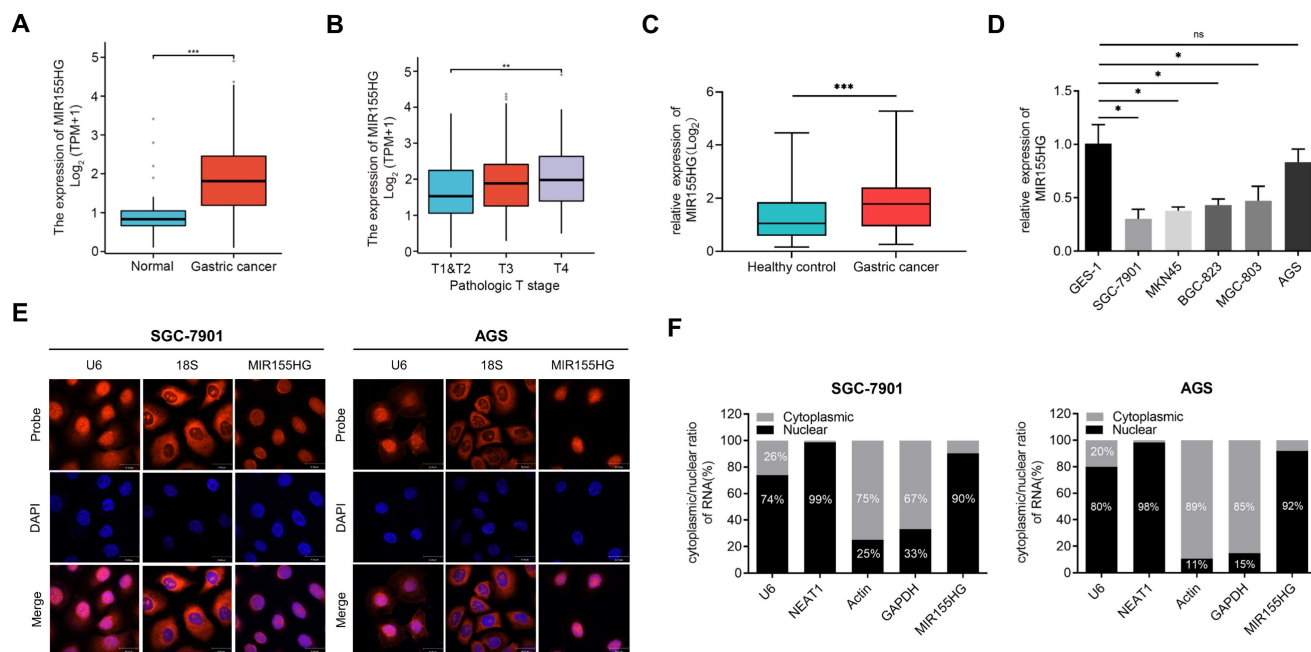 A
The expression of MIR155HG
Log2 (TPM+1)
5
4
3
2
1
0
***
Normal
Gastric cancer
B
The expression of MIR155HG
Log2 (TPM+1)
5
4
3
2
1
0
**
T1&T2
T3
T4
Pathologic T stage
C
relative expression of
MIR155HG(Log2)
6
4
2
0
***
Healthy control
Gastric cancer
D
relative expression of
MIR155HG
1.5
1.0
0.5
0.0
ns
*
*
*
*
GES-1
SGC-7901
MKN45
BGC-823
MGC-803
AGS
E
SGC-7901
AGS
U6
18S
MIR155HG
U6
18S
MIR155HG
Probe
DAPI
Merge
Probe
DAPI
Merge
F
SGC-7901
cytoplasmic/nuclear ratio
of RNA(%)
120
100
80
60
40
20
0
Cytoplasmic
Nuclear
26%
74%
99%
75%
25%
67%
33%
90%
U6
NEAT1
Actin
GAPDH
MIR155HG
AGS
cytoplasmic/nuclear ratio
of RNA(%)
120
100
80
60
40
20
0
Cytoplasmic
Nuclear
20%
80%
98%
89%
11%
85%
15%
92%
U6
NEAT1
Actin
GAPDH
MIR155HG